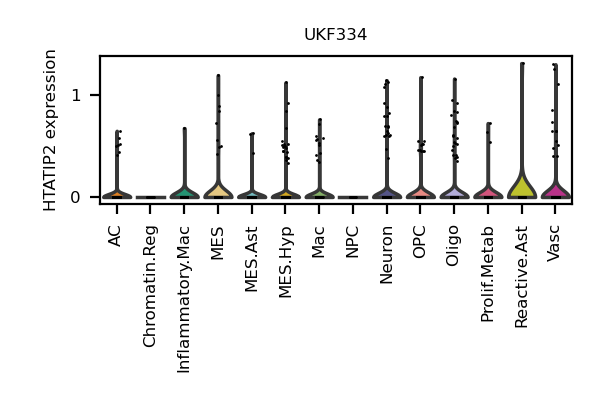 UKF334
HTATIP2 expression
1
0
AC
Chromatin.Reg
Inflammatory.Mac
MES
MES.Ast
MES.Hyp
Mac
NPC
Neuron
OPC
Oligo
Prolif.Metab
Reactive.Ast
Vasc